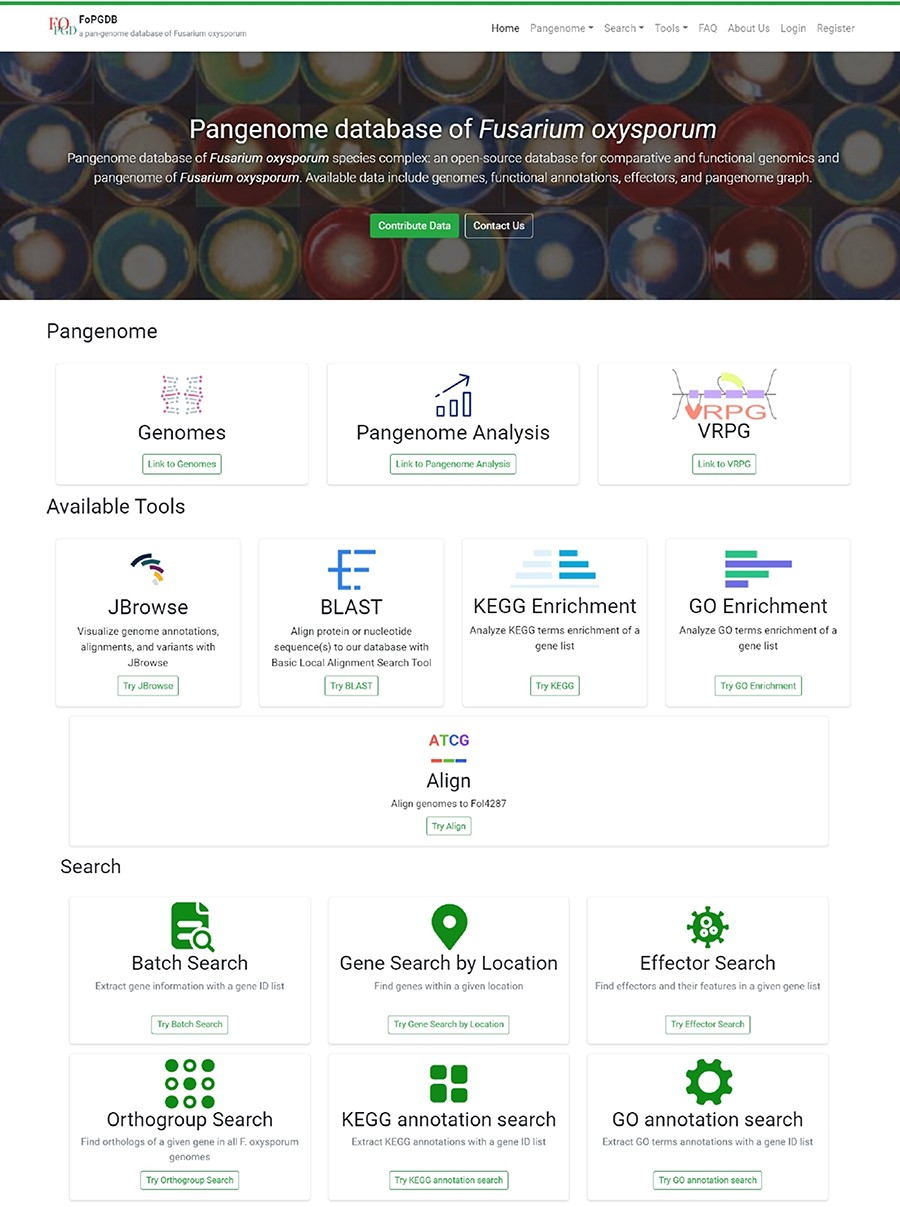 FOPGD
FoPGDB
a pan-genome database of Fusarium oxysporum
Home Pangenome Search Tools FAQ About Us Login Register
Pangenome database of Fusarium oxysporum
Pangenome database of Fusarium oxysporum species complex: an open-source database for comparative and functional genomics and
pangenome of Fusarium oxysporum. Available data include genomes, functional annotations, effectors, and pangenome graph.
Contribute Data Contact Us
Pangenome
VRPG
Genomes Pangenome Analysis VRPG
Link to Genomes Link to Pangenome Analysis Link to VRPG
Available Tools
JBrowse BLAST KEGG Enrichment GO Enrichment
Visualize genome annotations,
alignments, and variants with
JBrowse
Align protein or nucleotide
sequence(s) to our database with
Basic Local Alignment Search Tool
Analyze KEGG terms enrichment of a
gene list
Analyze GO terms enrichment of a
gene list
Try JBrowse Try BLAST Try KEGG Try GO Enrichment
ATCG
Align
Align genomes to Fol4287
Try Align
Search
Batch Search Gene Search by Location Effector Search
Extract gene information with a gene ID list Find genes within a given location Find effectors and their features in a given gene list
Try Batch Search Try Gene Search by Location Try Effector Search
Orthogroup Search KEGG annotation search GO annotation search
Find orthologs of a given gene in all F. oxysporum
genomes
Extract KEGG annotations with a gene ID list Extract GO terms annotations with a gene ID list
Try Orthogroup Search Try KEGG annotation search Try GO annotation search